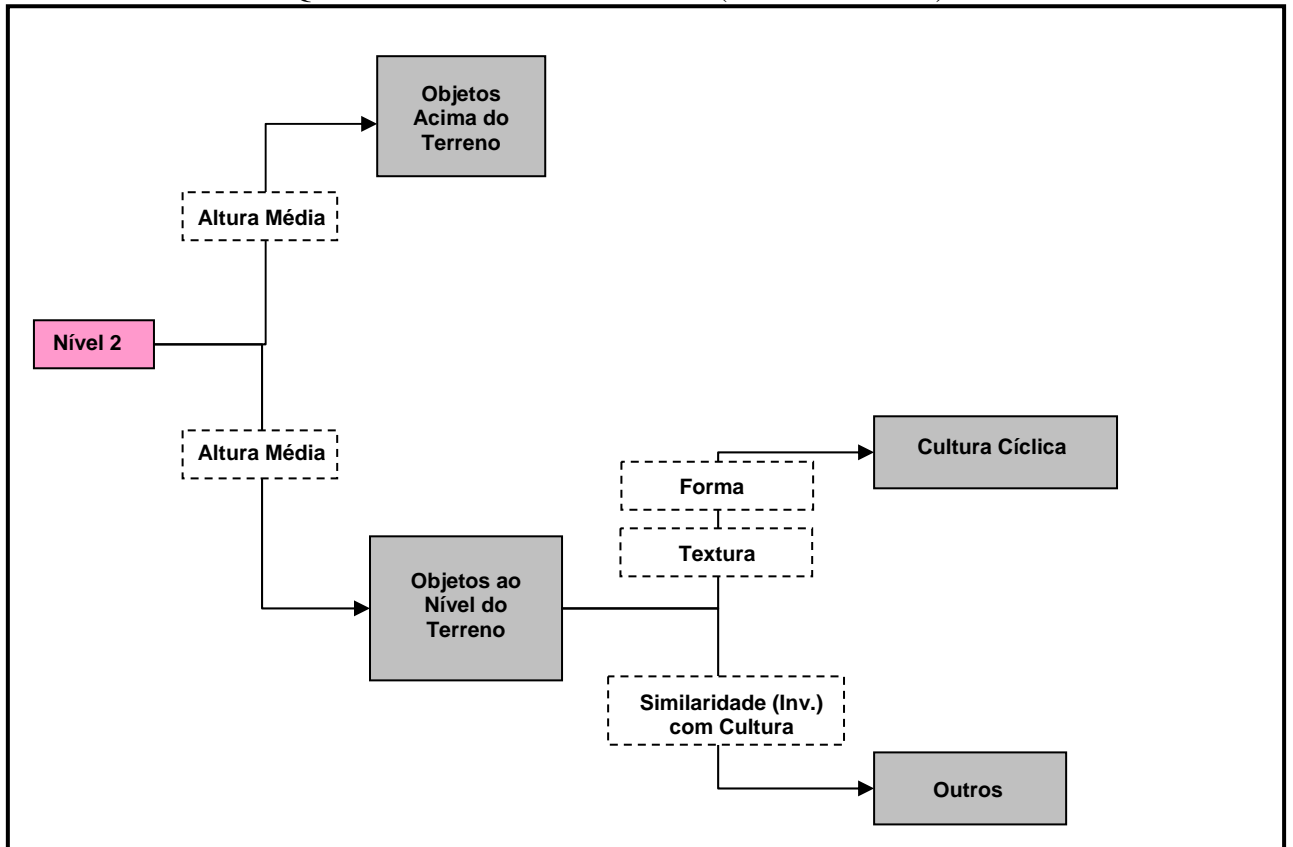 Objetos
Acima do
Terreno
Altura Média
Nível 2
Altura Média
Cultura Cíclica
Forma
Textura
Objetos ao
Nível do
Terreno
Similaridade (Inv.)
com Cultura
Outros